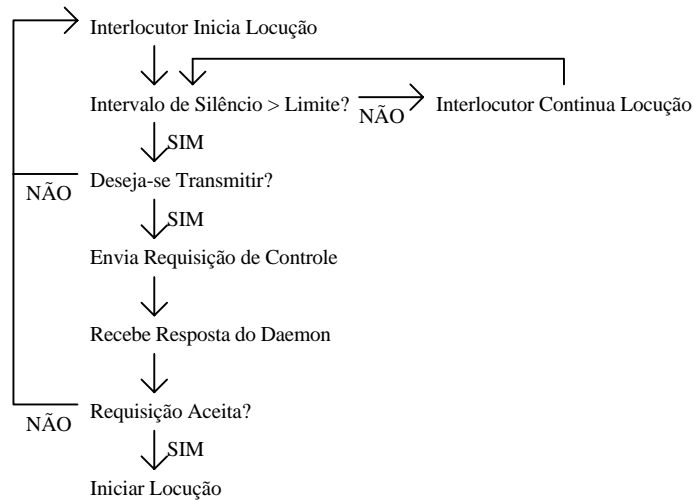 Interlocutor Inicia Locução
Intervalo de Silêncio > Limite?
NÃO
Interlocutor Continua Locução
SIM
NÃO
Deseja-se Transmitir?
SIM
Envia Requisição de Controle
Recebe Resposta do Daemon
Requisição Aceita?
NÃO
SIM
Iniciar Locução